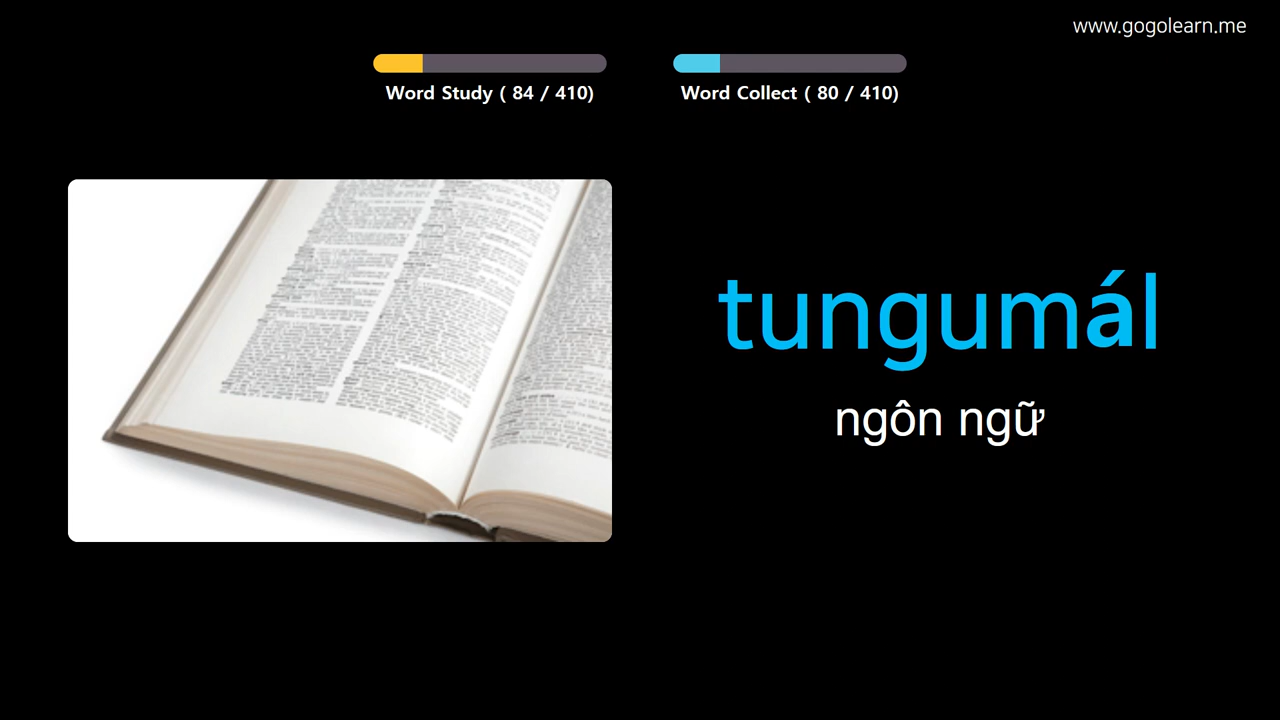 www.gogolearn.me
Word Study ( 84 / 410)
Word Collect ( 80 / 410)
tungumál
ngôn ngữ